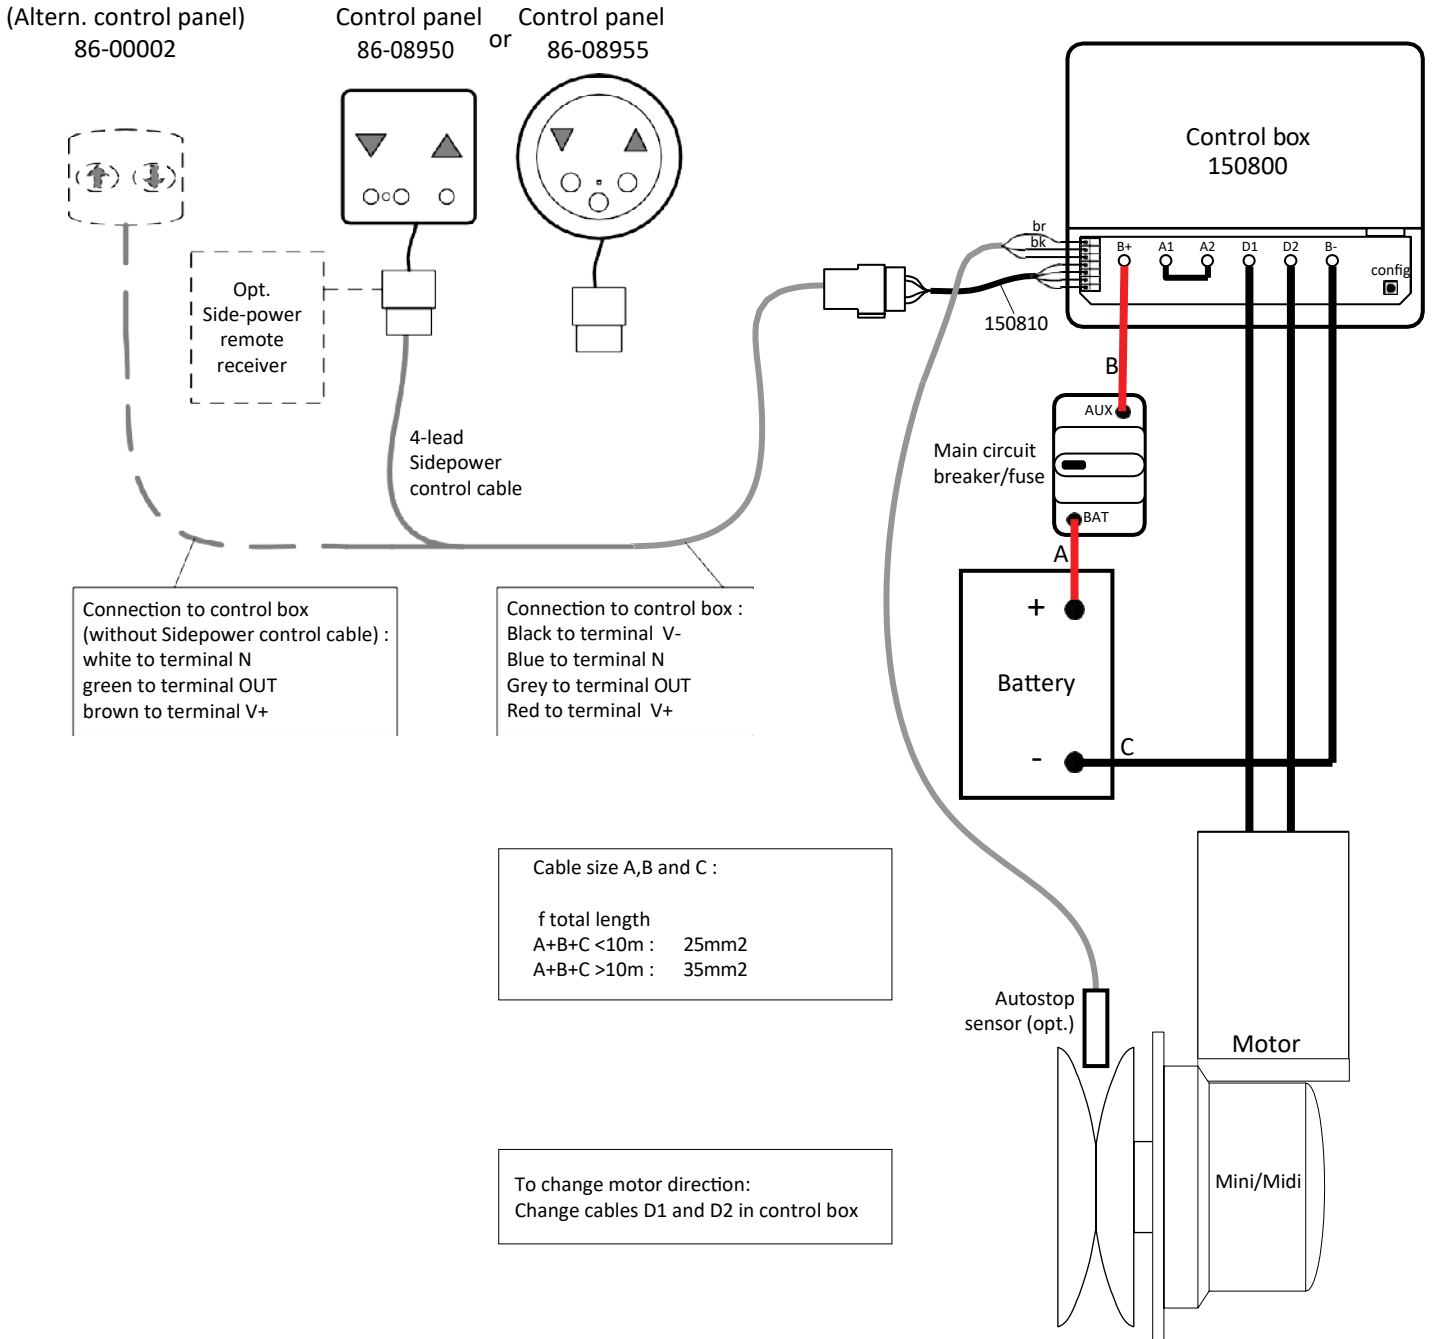 (Altern. control panel)
86-00002
Control panel
86-08950
or
Control panel
86-08955
Control box
150800
br
bk
B+
A1
A2
D1
D2
B-
config
150810
Opt.
Side-power
remote
receiver
4-lead
Sidepower
control cable
B
AUX
Main circuit
breaker/fuse
BAT
A
+
Battery
-
C
Connection to control box
(without Sidepower control cable) :
white to terminal N
green to terminal OUT
brown to terminal V+
Connection to control box :
Black to terminal V-
Blue to terminal N
Grey to terminal OUT
Red to terminal V+
Cable size A,B and C :
f total length
A+B+C <10m : 25mm2
A+B+C >10m : 35mm2
Autostop
sensor (opt.)
Motor
Mini/Midi
To change motor direction:
Change cables D1 and D2 in control box